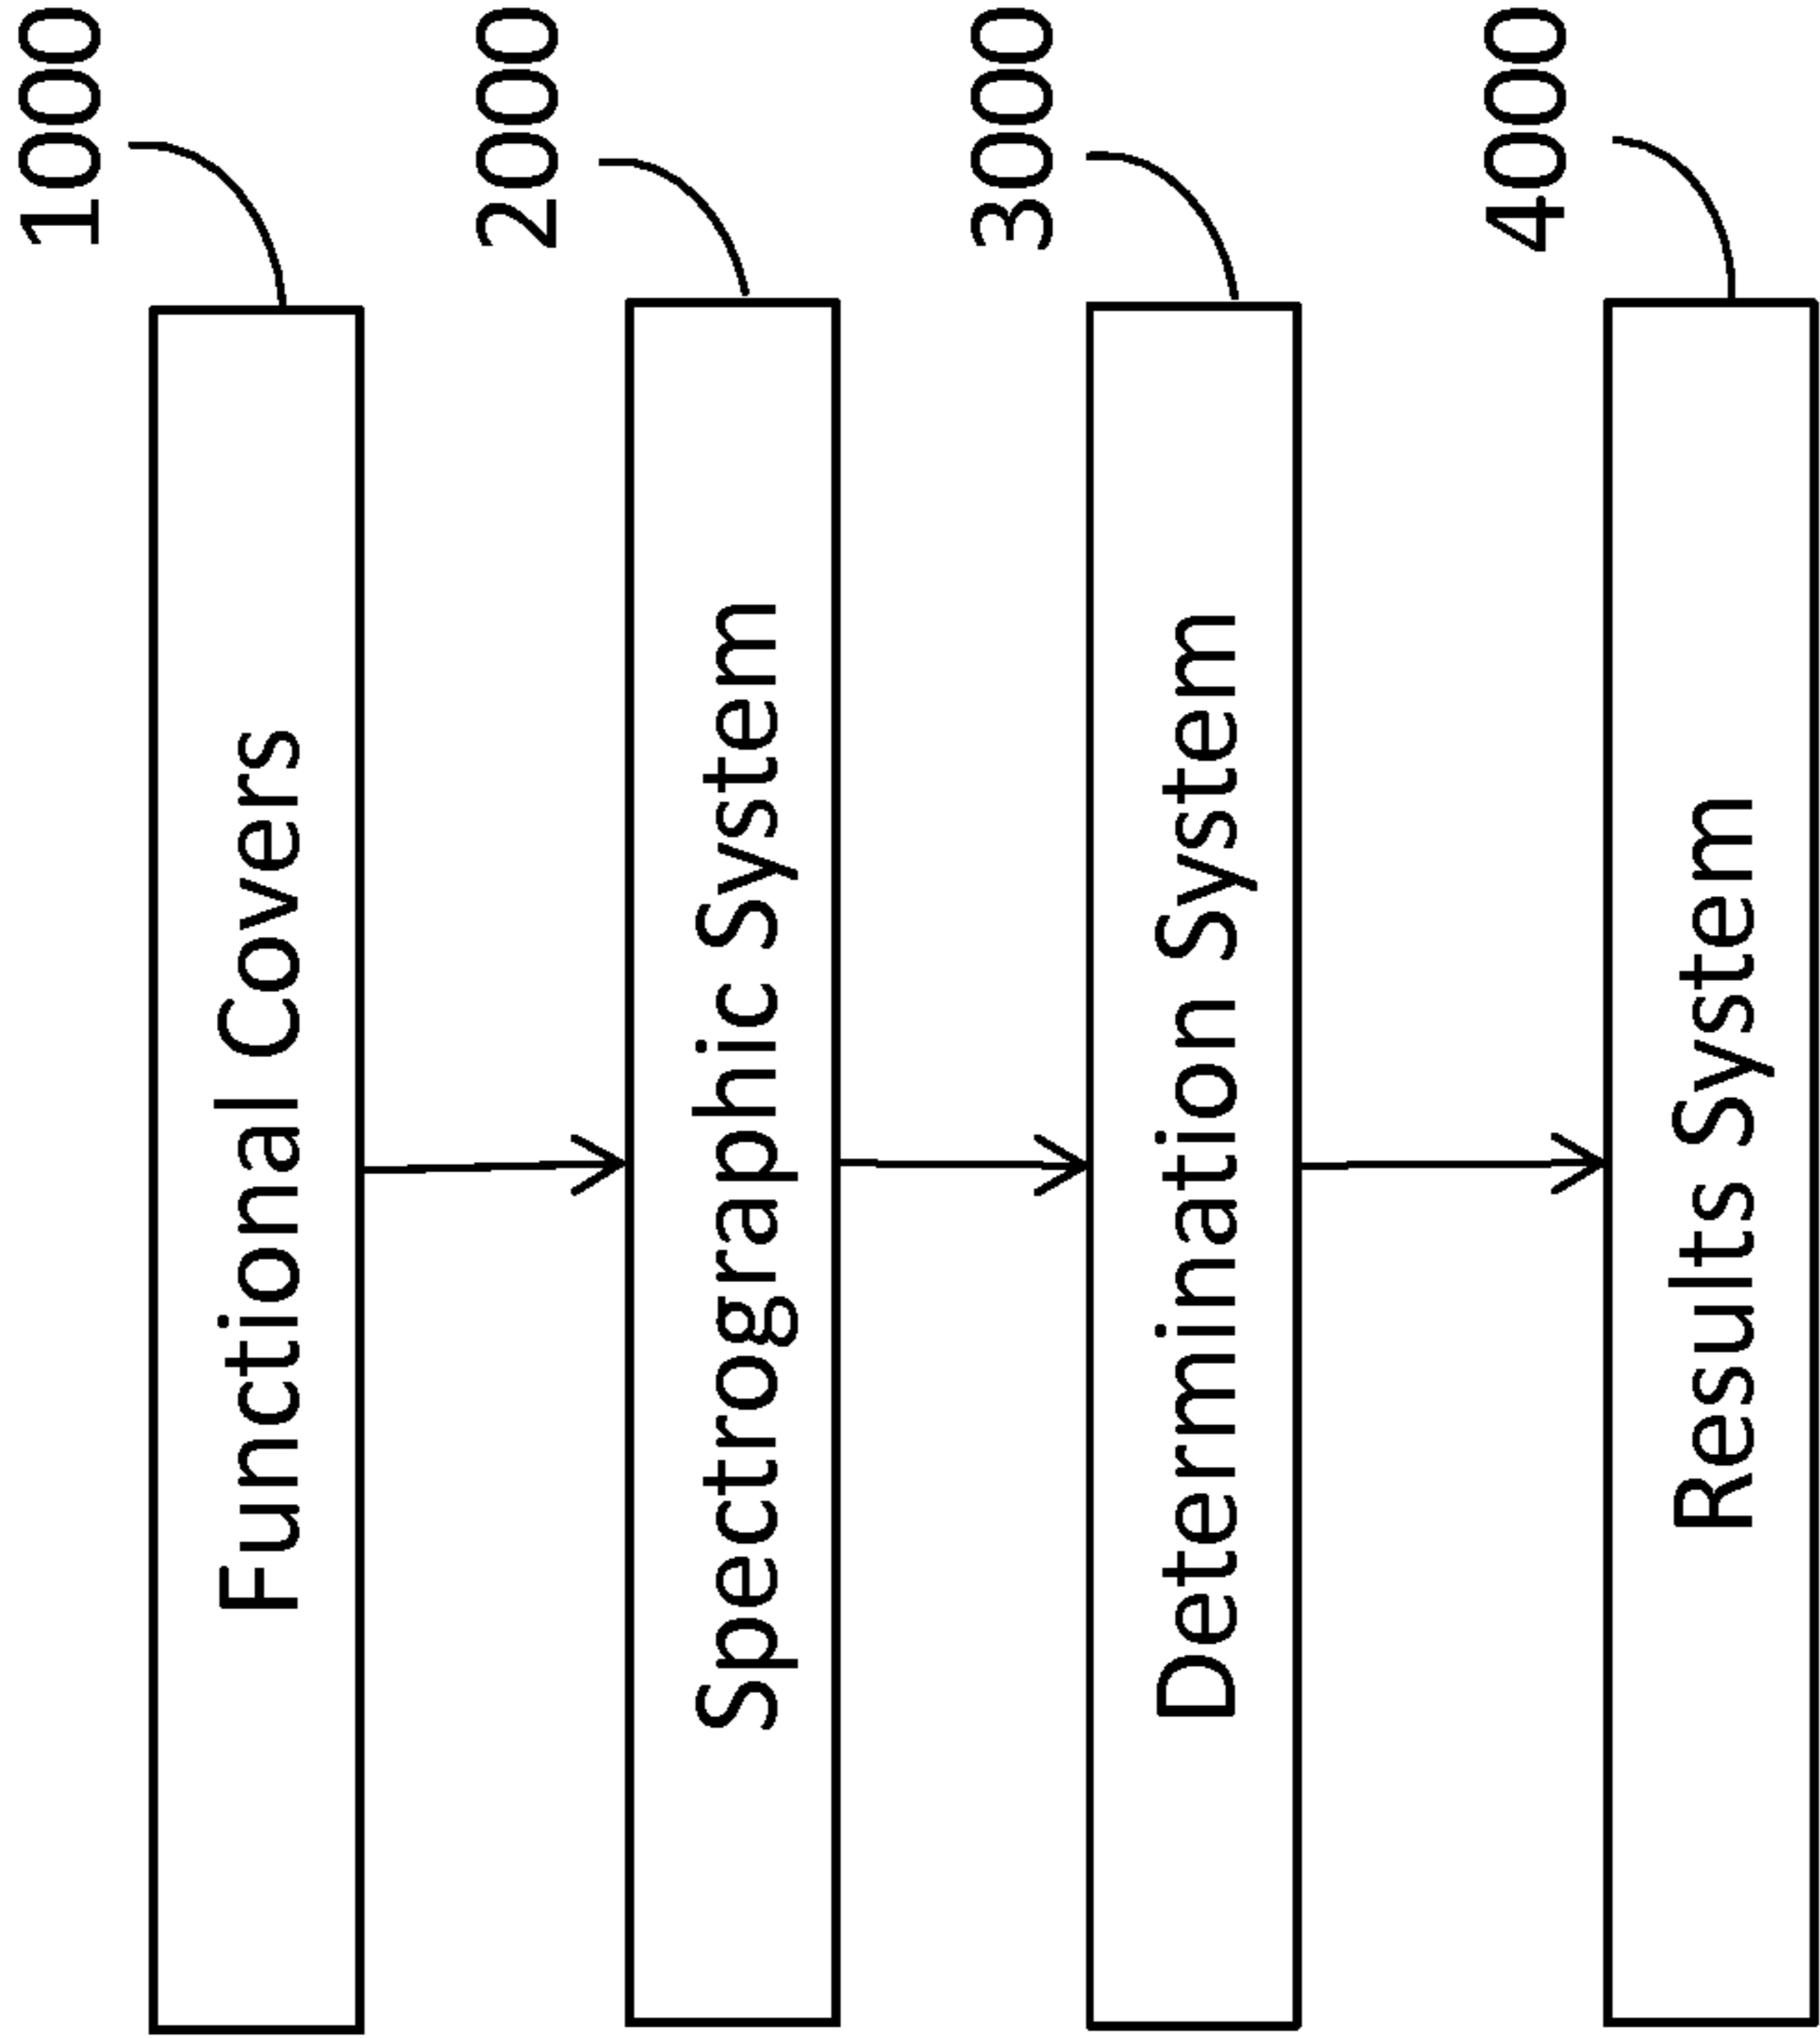 1000
Functional Covers
2000
Spectrographic System
3000
Determination System
4000
Results System